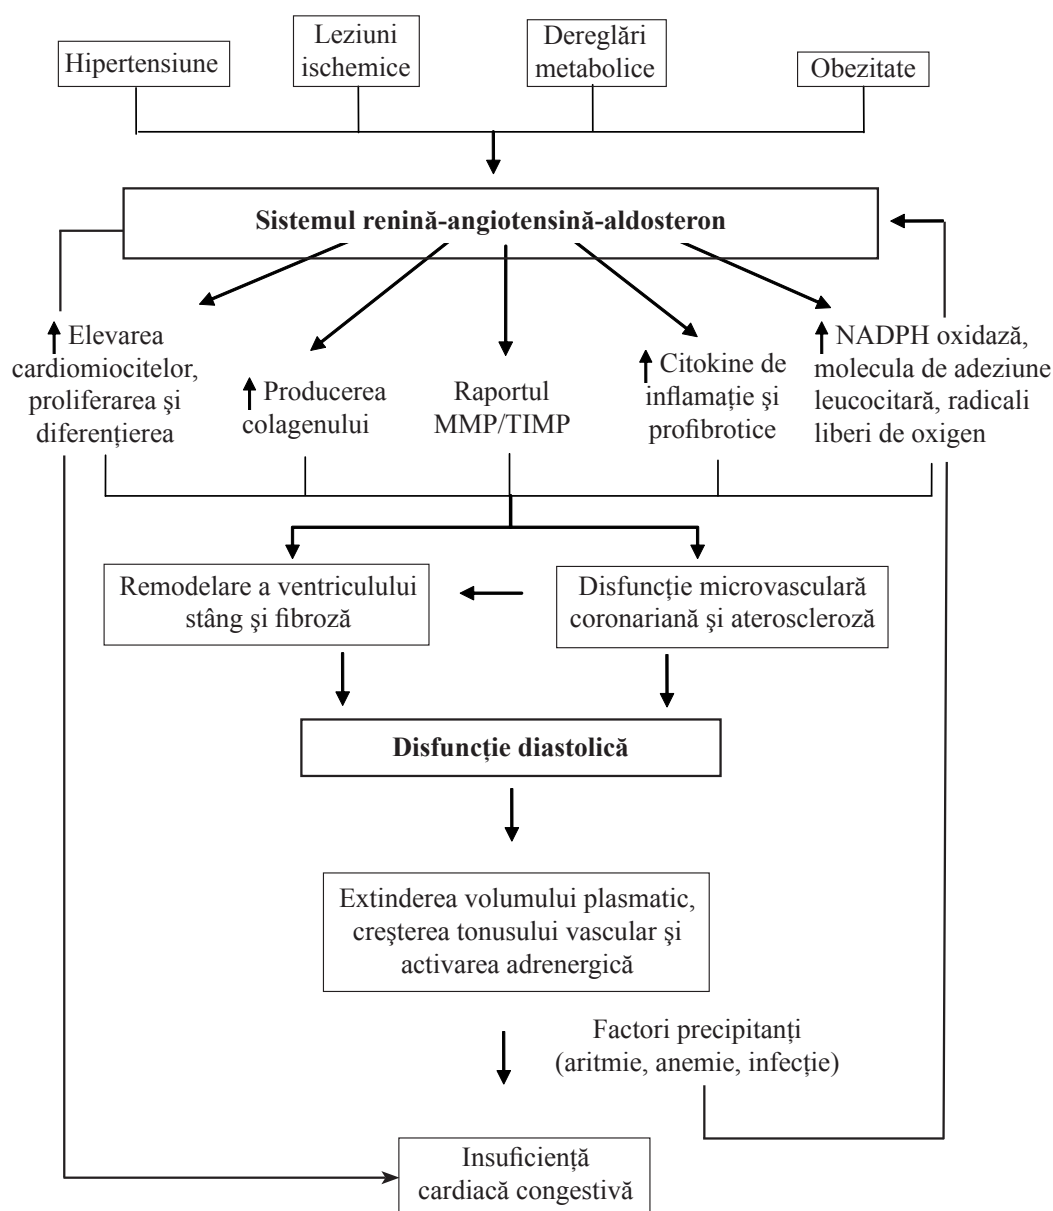 Hipertensiune
Leziuni
ischemice
Dereglări
metabolice
Obezitate
Sistemul renină-angiotensină-aldosteron
Elevarea
cardiomiocitelor,
proliferarea şi
diferenţierea
Producerea
colagenului
Raportul
MMP/TIMP
Citokine de
inflamaţie şi
profibrotice
NADPH oxidază,
molecula de adeziune
leucocitară, radicali
liberi de oxigen
Remodelare a ventriculului
stâng şi fibroză
Disfuncţie microvasculară
coronariană şi ateroscleroză
Disfuncţie diastolică
Extinderea volumului plasmatic,
creşterea tonusului vascular şi
activarea adrenergică
Factori precipitanţi
(aritmie, anemie, infecţie)
Insuficienţă
cardiacă congestivă